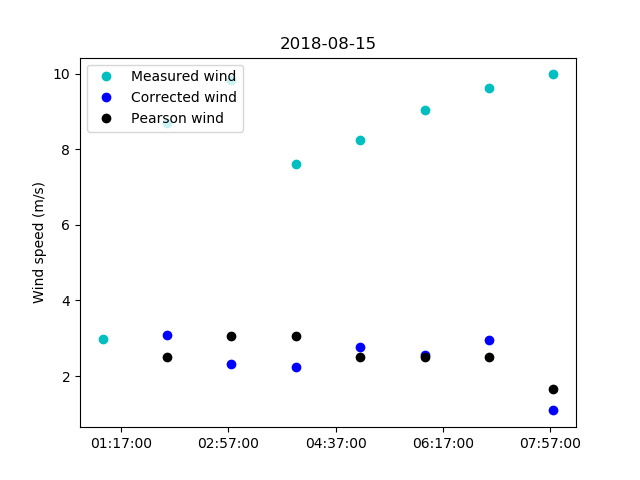 2018-08-15
Measured wind
Corrected wind
Pearson wind
Wind speed (m/s)
10
8
6
4
2
01:17:00 02:57:00 04:37:00 06:17:00 07:57:00